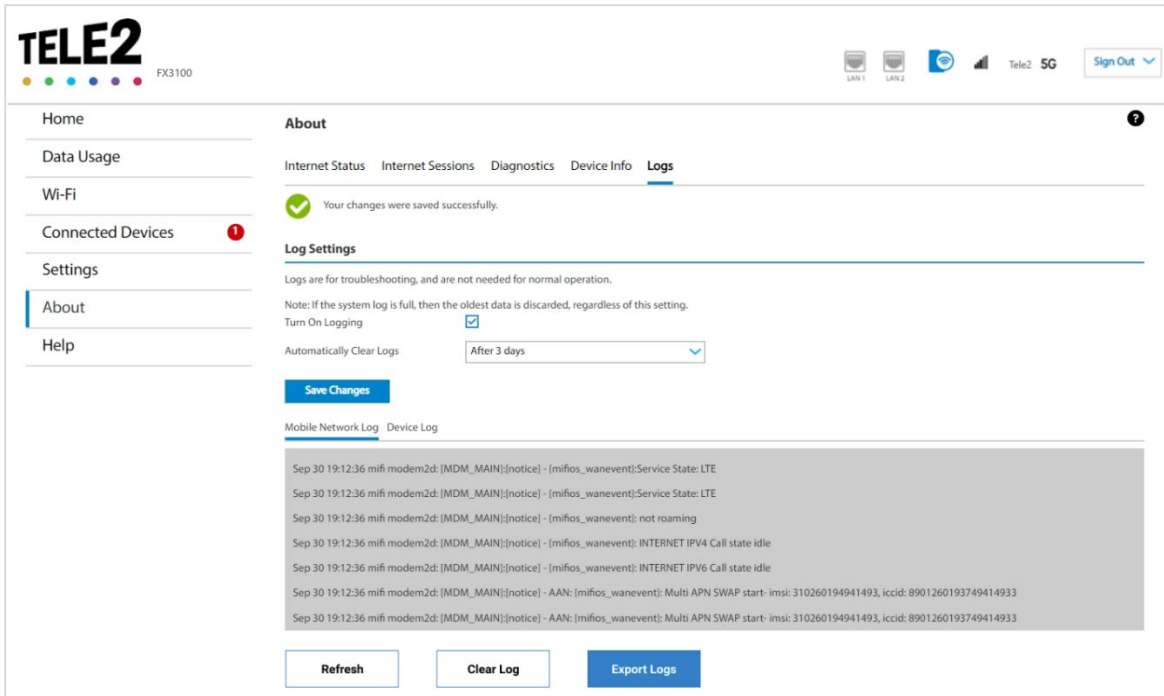 TELE2
FX3100
LAN 1 LAN 2 Tele2 5G Sign Out
Home
Data Usage
Wi-Fi
Connected Devices 1
Settings
About
Help
About ?
Internet Status Internet Sessions Diagnostics Device Info Logs
Your changes were saved successfully.
Log Settings
Logs are for troubleshooting, and are not needed for normal operation.
Note: If the system log is full, then the oldest data is discarded, regardless of this setting.
Turn On Logging
Automatically Clear Logs After 3 days
Save Changes
Mobile Network Log Device Log
Sep 30 19:12:36 mifi modem2d: [MDM_MAIN]:[notice] - {mifios_wanevent}:Service State: LTE
Sep 30 19:12:36 mifi modem2d: [MDM_MAIN]:[notice] - {mifios_wanevent}:Service State: LTE
Sep 30 19:12:36 mifi modem2d: [MDM_MAIN]:[notice] - {mifios_wanevent}: not roaming
Sep 30 19:12:36 mifi modem2d: [MDM_MAIN]:[notice] - {mifios_wanevent}: INTERNET IPV4 Call state idle
Sep 30 19:12:36 mifi modem2d: [MDM_MAIN]:[notice] - {mifios_wanevent}: INTERNET IPV6 Call state idle
Sep 30 19:12:36 mifi modem2d: [MDM_MAIN]:[notice] - AAN: {mifios_wanevent}: Multi APN SWAP start- imsi: 310260194941493, iccid: 8901260193749414933
Sep 30 19:12:36 mifi modem2d: [MDM_MAIN]:[notice] - AAN: {mifios_wanevent}: Multi APN SWAP start- imsi: 310260194941493, iccid: 8901260193749414933
Refresh Clear Log Export Logs